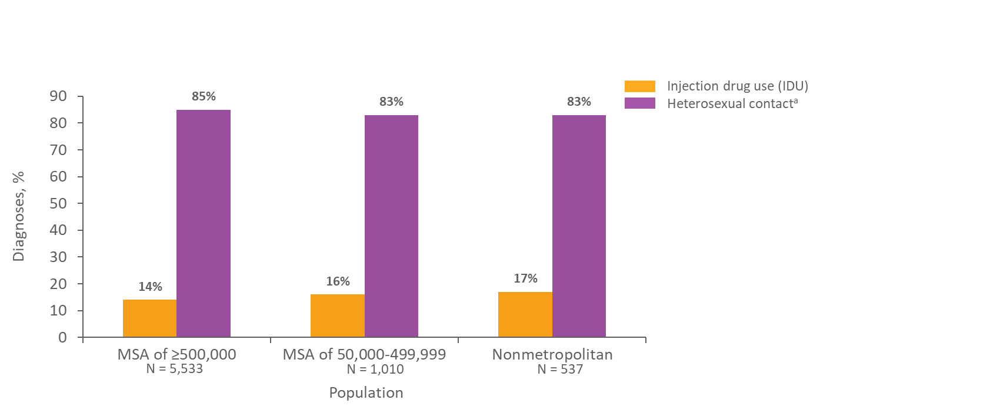 Injection drug use (IDU)
Heterosexual contactᵃ
Diagnoses, %
90
80
70
60
50
40
30
20
10
0
85%
83%
83%
14%
16%
17%
MSA of ≥500,000
MSA of 50,000-499,999
Nonmetropolitan
N = 5,533
N = 1,010
N = 537
Population